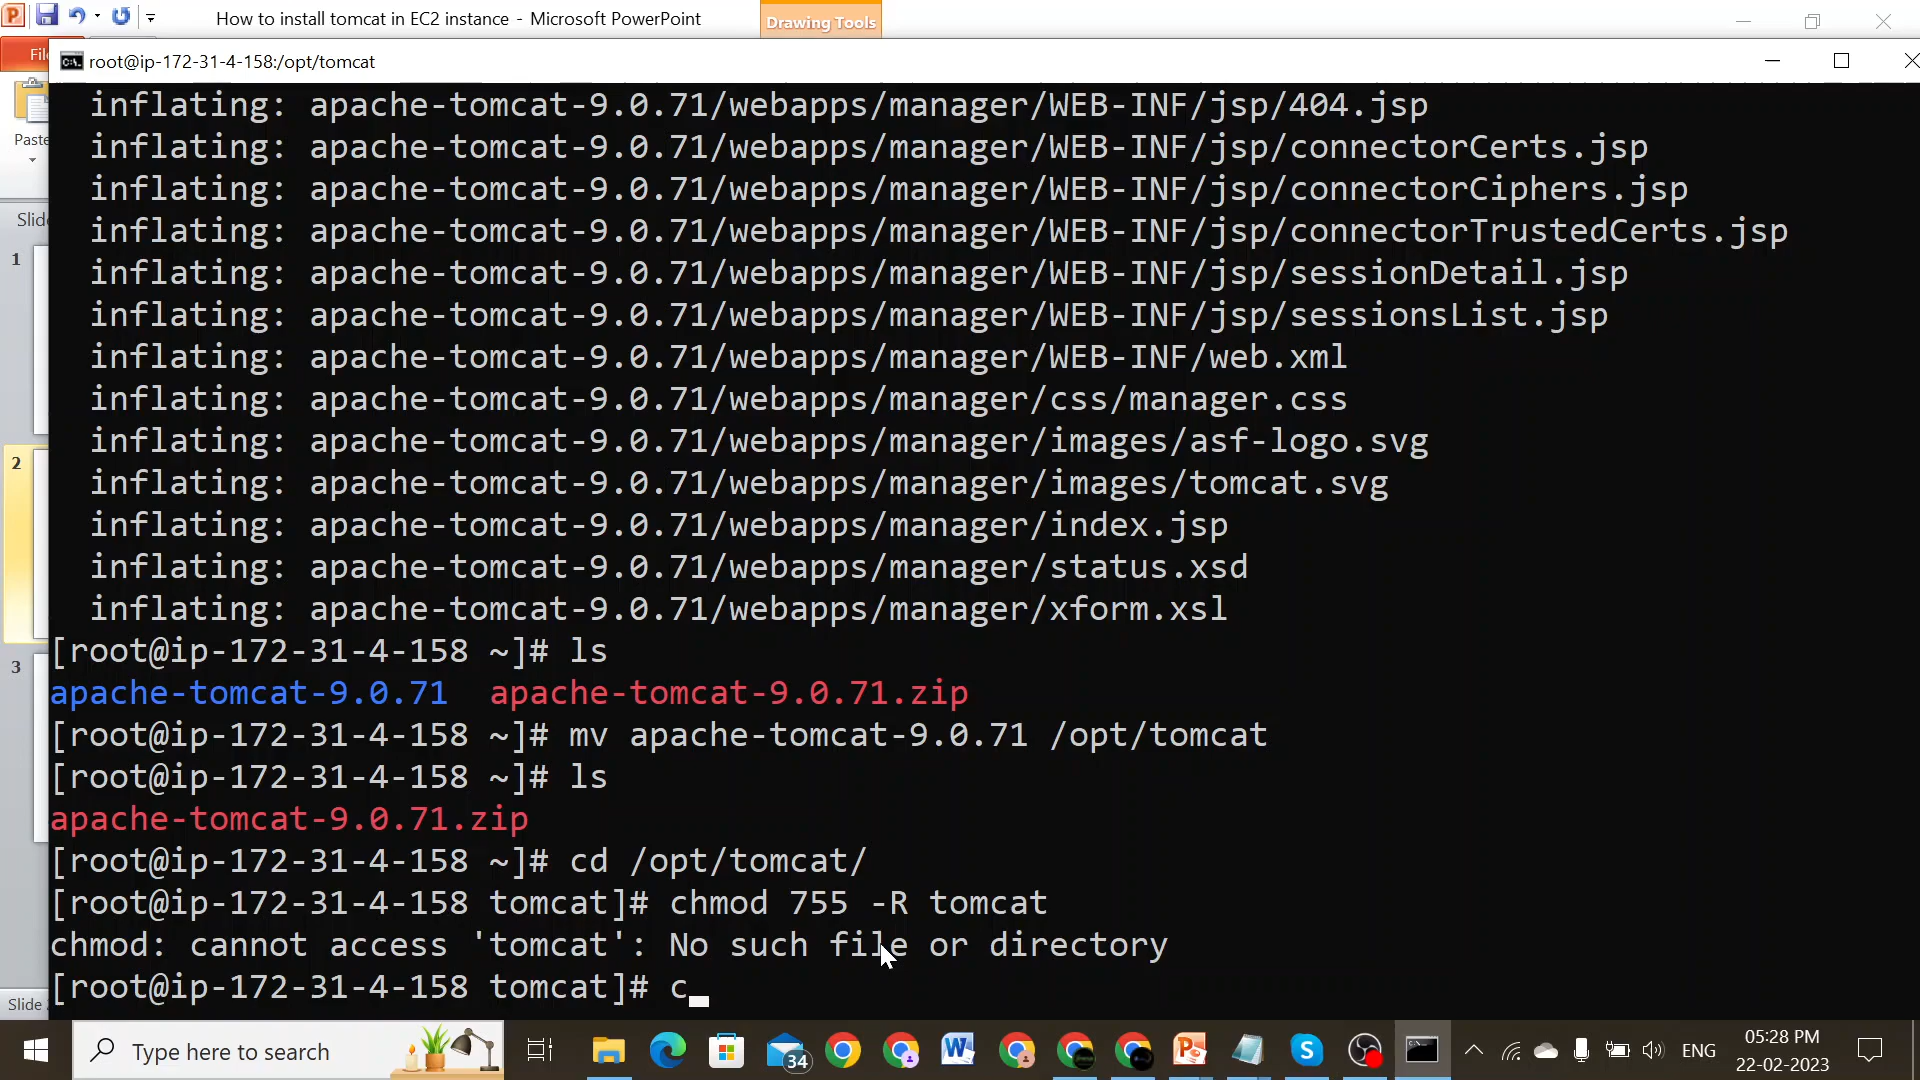 How to install tomcat in EC2 instance - Microsoft PowerPoint
Drawing Tools
root@ip-172-31-4-158:/opt/tomcat
Paste
1
2
3
inflating: apache-tomcat-9.0.71/webapps/manager/WEB-INF/jsp/404.jsp
inflating: apache-tomcat-9.0.71/webapps/manager/WEB-INF/jsp/connectorCerts.jsp
inflating: apache-tomcat-9.0.71/webapps/manager/WEB-INF/jsp/connectorCiphers.jsp
inflating: apache-tomcat-9.0.71/webapps/manager/WEB-INF/jsp/connectorTrustedCerts.jsp
inflating: apache-tomcat-9.0.71/webapps/manager/WEB-INF/jsp/sessionDetail.jsp
inflating: apache-tomcat-9.0.71/webapps/manager/WEB-INF/jsp/sessionsList.jsp
inflating: apache-tomcat-9.0.71/webapps/manager/WEB-INF/web.xml
inflating: apache-tomcat-9.0.71/webapps/manager/css/manager.css
inflating: apache-tomcat-9.0.71/webapps/manager/images/asf-logo.svg
inflating: apache-tomcat-9.0.71/webapps/manager/images/tomcat.svg
inflating: apache-tomcat-9.0.71/webapps/manager/index.jsp
inflating: apache-tomcat-9.0.71/webapps/manager/status.xsd
inflating: apache-tomcat-9.0.71/webapps/manager/xform.xsl
[root@ip-172-31-4-158 ~]# ls
apache-tomcat-9.0.71 apache-tomcat-9.0.71.zip
[root@ip-172-31-4-158 ~]# mv apache-tomcat-9.0.71 /opt/tomcat
[root@ip-172-31-4-158 ~]# ls
apache-tomcat-9.0.71.zip
[root@ip-172-31-4-158 ~]# cd /opt/tomcat/
[root@ip-172-31-4-158 tomcat]# chmod 755 -R tomcat
chmod: cannot access 'tomcat': No such file or directory
[root@ip-172-31-4-158 tomcat]# c
Slide
Type here to search
34
ENG
05:28 PM
22-02-2023